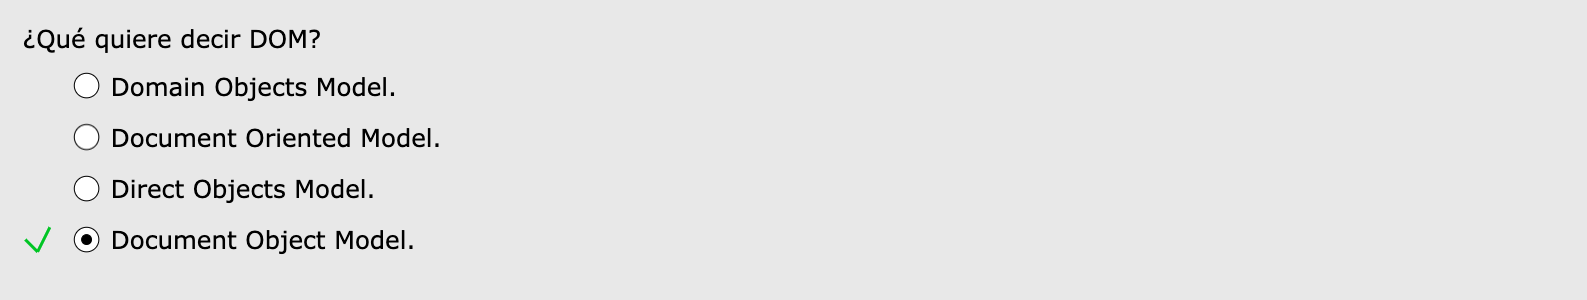 ¿Qué quiere decir DOM?
Domain Objects Model.
Document Oriented Model.
Direct Objects Model.
Document Object Model.